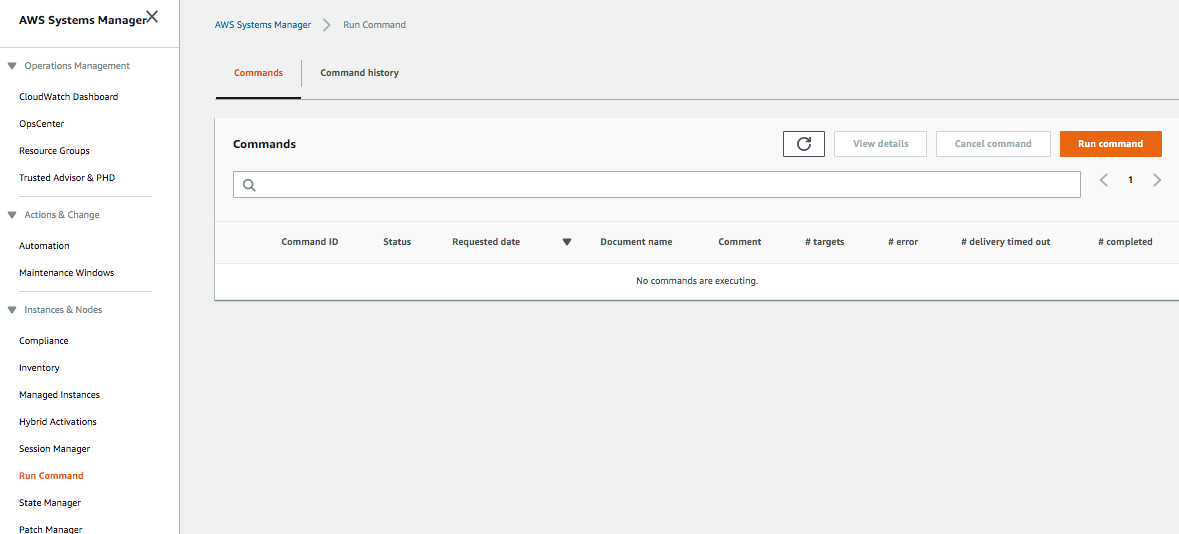 AWS Systems Manager
Operations Management
CloudWatch Dashboard
OpsCenter
Resource Groups
Trusted Advisor & PHD
Actions & Change
Automation
Maintenance Windows
Instances & Nodes
Compliance
Inventory
Managed Instances
Hybrid Activations
Session Manager
Run Command
State Manager
Patch Manager
AWS Systems Manager Run Command
Commands Command history
Commands View details Cancel command Run command
1
Command ID Status Requested date Document name Comment # targets # error # delivery timed out # completed
No commands are executing.